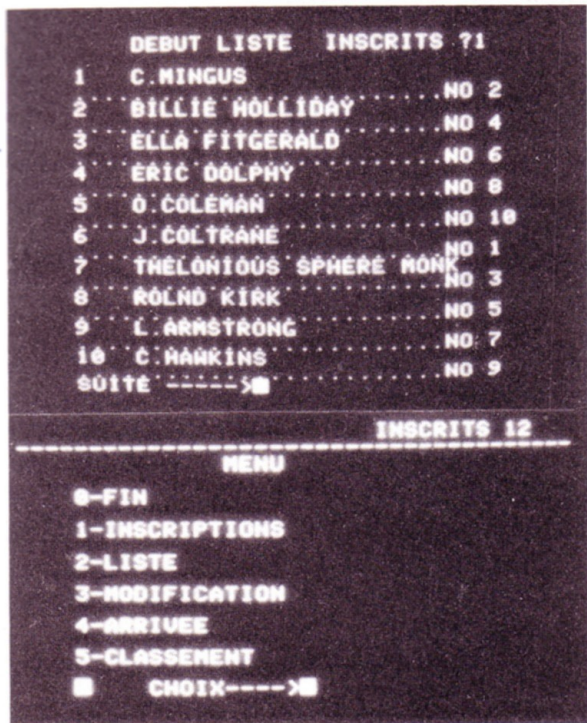 DEBUT LISTE INSCRITS ?1
1 C.MINGUS
..................................NO 2
2 BILLIE HOLLIDAY
..................................NO 4
3 ELLA FITGERALD
..................................NO 6
4 ERIC DOLPHY
..................................NO 8
5 O.COLEMAN
..................................NO 10
6 J.COLTRANE
..................................NO 1
7 THELONIOUS SPHERE MONK
..................................NO 3
8 ROLND KIRK
..................................NO 5
9 L.ARMSTRONG
..................................NO 7
10 C.HAWKINS
..................................NO 9
SUITE ----->
INSCRITS 12
----------------------------------------
MENU
0-FIN
1-INSCRIPTIONS
2-LISTE
3-MODIFICATION
4-ARRIVEE
5-CLASSEMENT
CHOIX---->